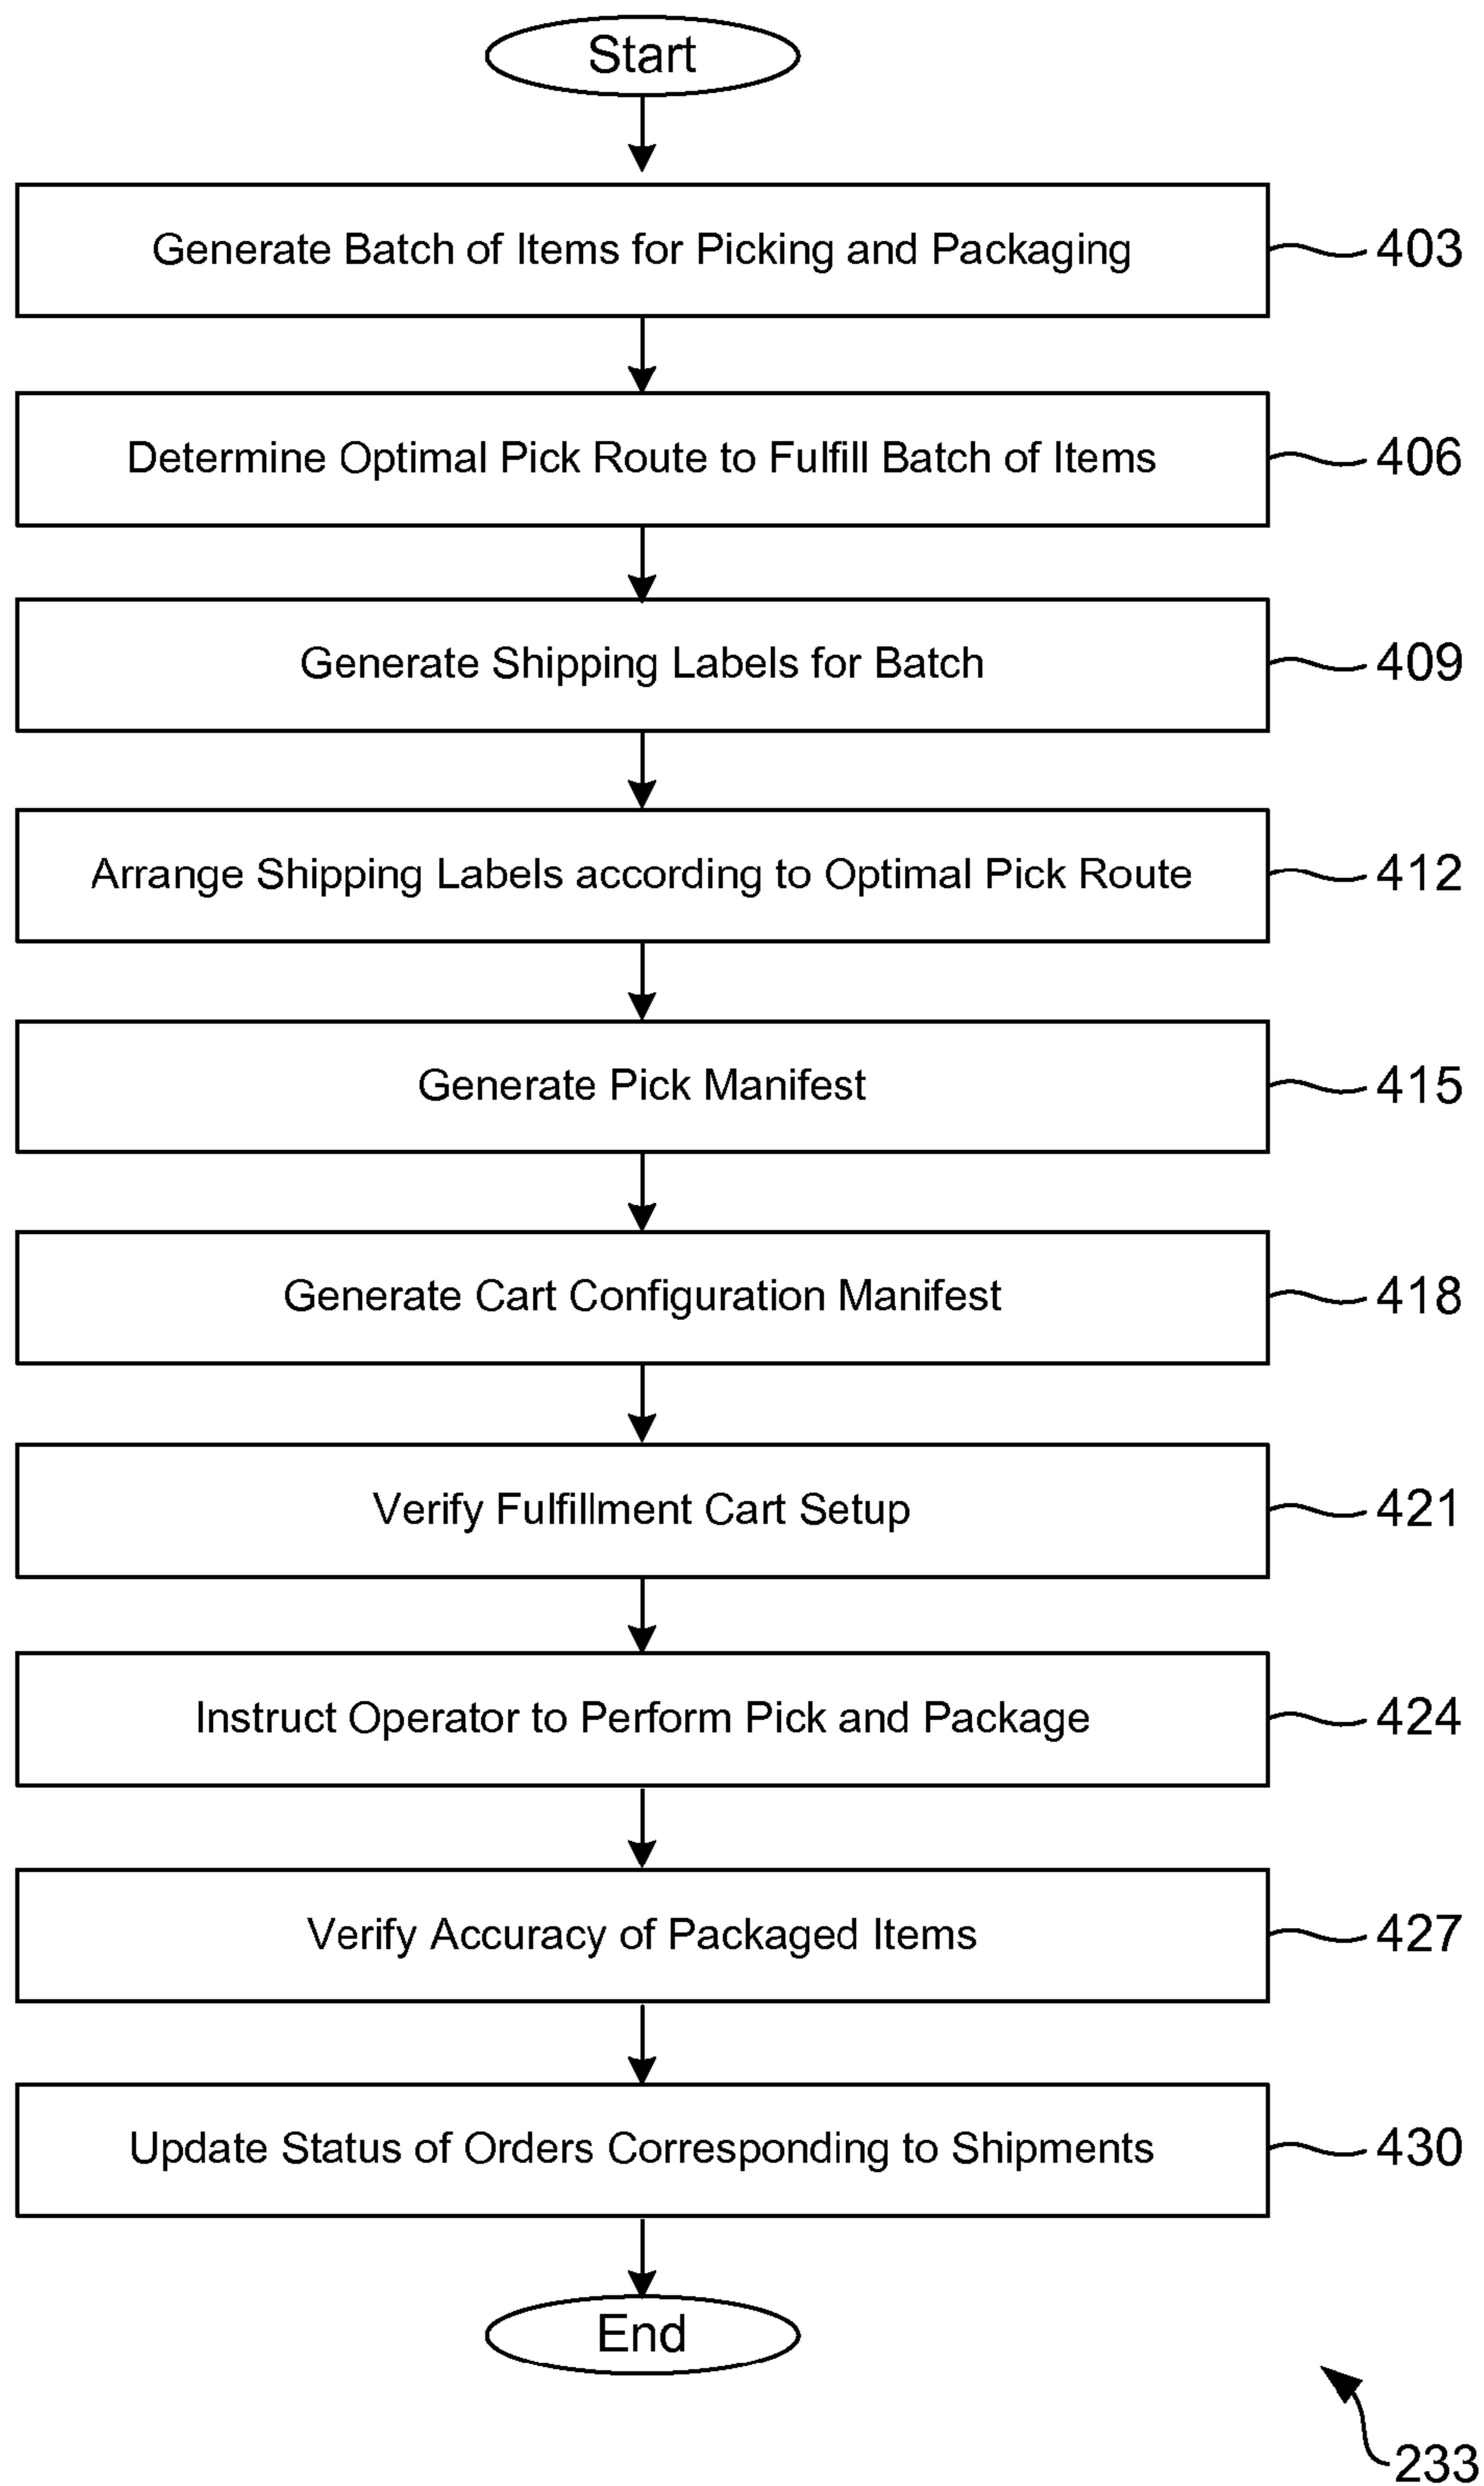 Start
Generate Batch of Items for Picking and Packaging
403
Determine Optimal Pick Route to Fulfill Batch of Items
406
Generate Shipping Labels for Batch
409
Arrange Shipping Labels according to Optimal Pick Route
412
Generate Pick Manifest
415
Generate Cart Configuration Manifest
418
Verify Fulfillment Cart Setup
421
Instruct Operator to Perform Pick and Package
424
Verify Accuracy of Packaged Items
427
Update Status of Orders Corresponding to Shipments
430
End
233